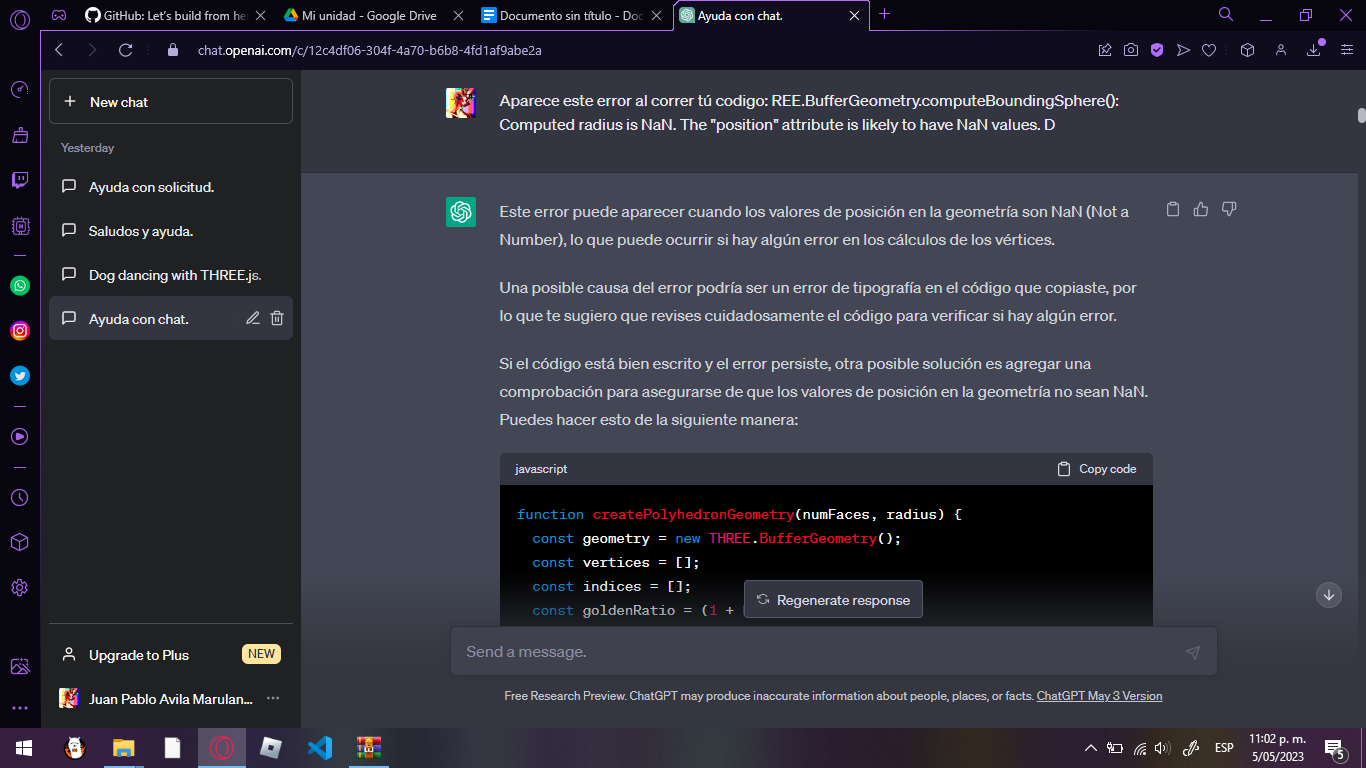 GitHub: Let's build from he
Mi unidad - Google Drive
Documento sin título - Doc
Ayuda con chat.
chat.openai.com/c/12c4df06-304f-4a70-b6b8-4fd1af9abe2a
New chat
Yesterday
Ayuda con solicitud.
Saludos y ayuda.
Dog dancing with THREE.js.
Ayuda con chat.
Upgrade to Plus
NEW
Juan Pablo Avila Marulan...
Aparece este error al correr tú codigo: REE.BufferGeometry.computeBoundingSphere():
Computed radius is NaN. The "position" attribute is likely to have NaN values. D
Este error puede aparecer cuando los valores de posición en la geometría son NaN (Not a
Number), lo que puede ocurrir si hay algún error en los cálculos de los vértices.
Una posible causa del error podría ser un error de tipografía en el código que copiaste, por
lo que te sugiero que revises cuidadosamente el código para verificar si hay algún error.
Si el código está bien escrito y el error persiste, otra posible solución es agregar una
comprobación para asegurarse de que los valores de posición en la geometría no sean NaN.
Puedes hacer esto de la siguiente manera:
javascript
Copy code
function createPolyhedronGeometry(numFaces, radius) {
const geometry = new THREE.BufferGeometry();
const vertices = [];
const indices = [];
const goldenRatio = (1 +
Regenerate response
Send a message.
Free Research Preview. ChatGPT may produce inaccurate information about people, places, or facts. ChatGPT May 3 Version
ESP
11:02 p. m.
5/05/2023
5